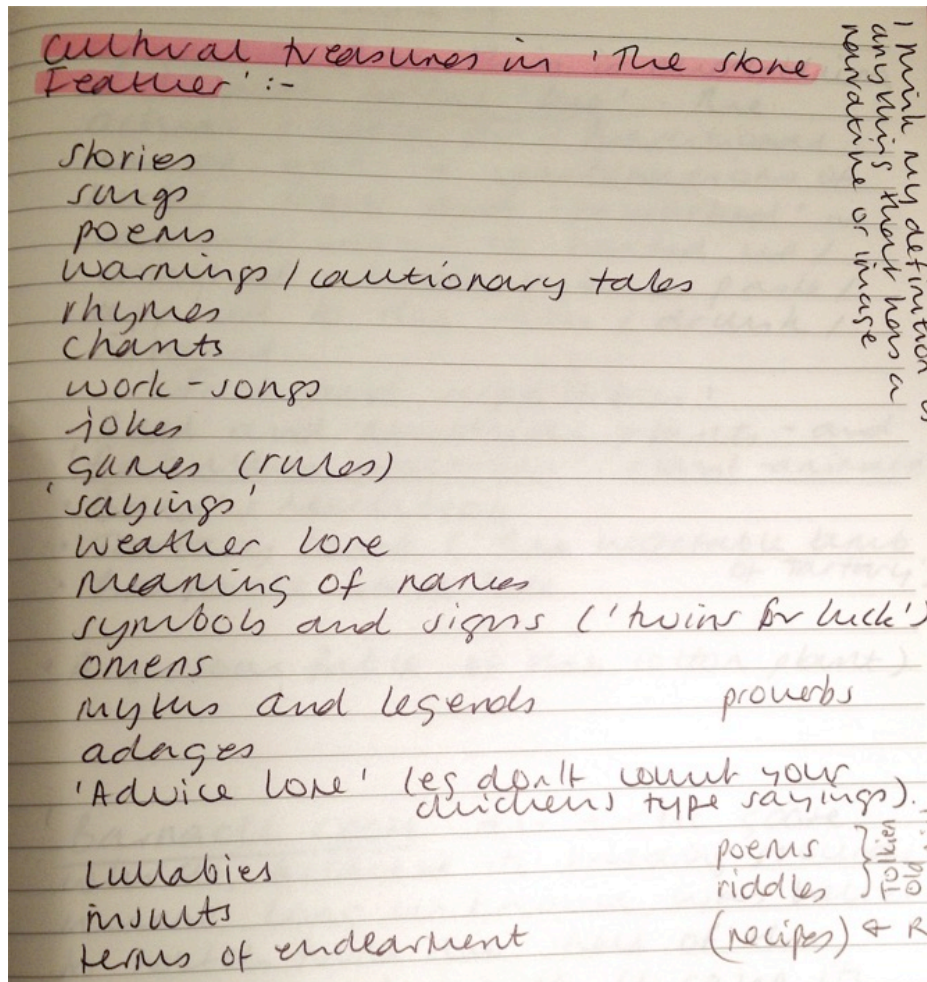 Cultural treasures in 'The Stone
Feather' :-
I think my definition is
anything that has a
narrative or image
stories
songs
poems
warnings / cautionary tales
rhymes
chants
work-songs
jokes
games (rules)
'sayings'
weather lore
meaning of names
symbols and signs ('twins for luck')
omens
myths and legends proverbs
adages
'Advice lore' (eg don't count your
chickens type sayings).
Lullabies poems
insults riddles
Tolkien
Old
terms of endearment (recipes) & R